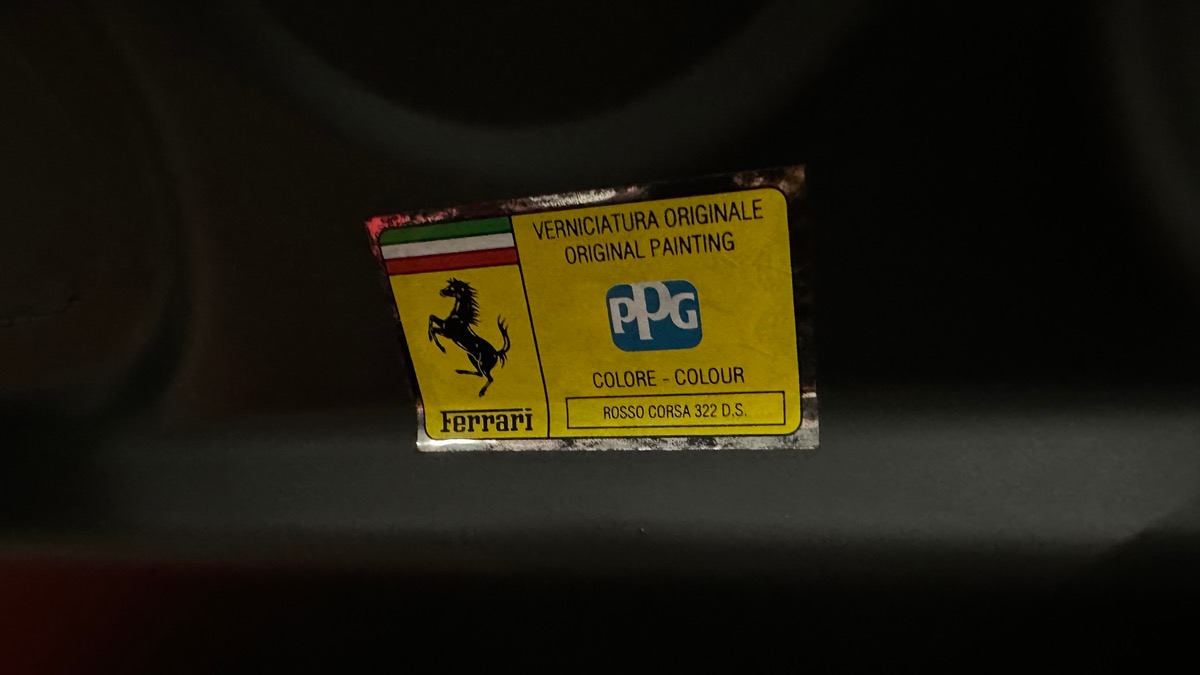 VERNICIATURA ORIGINALE
ORIGINAL PAINTING
PPG
COLORE - COLOUR
ROSSO CORSA 322 D.S.
Ferrari